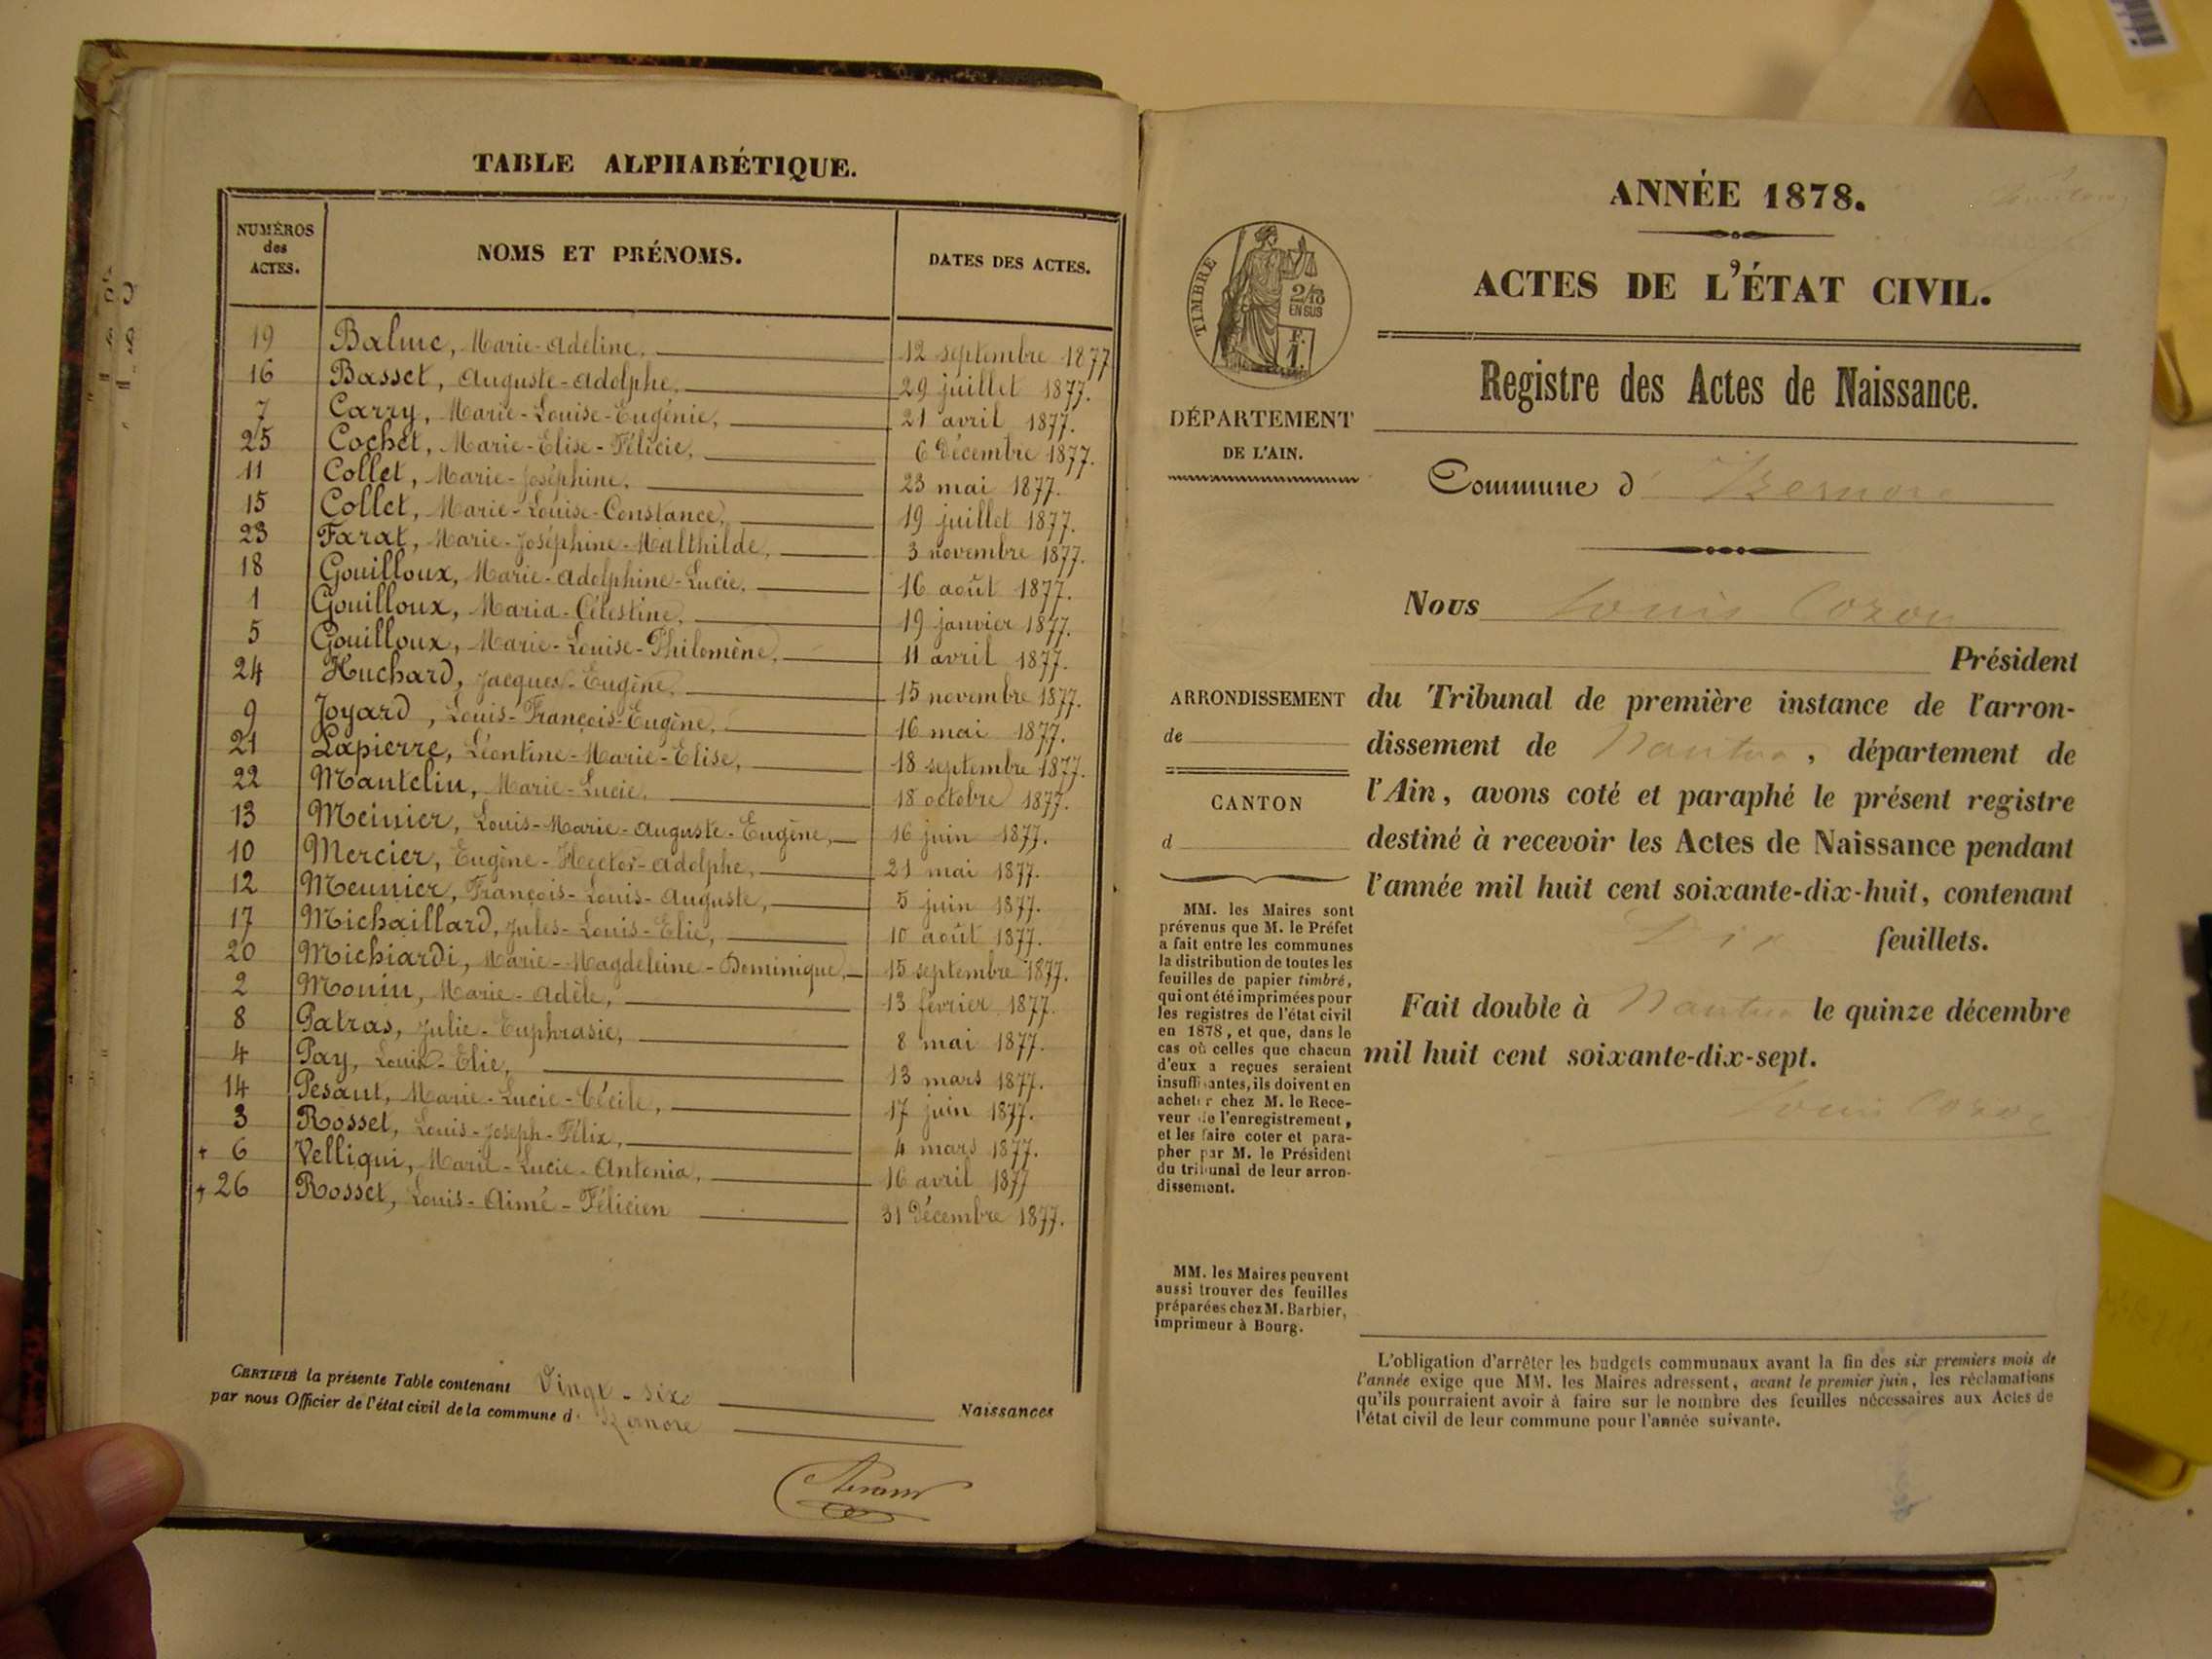 TABLE ALPHABÉTIQUE.
NUMÉROS des ACTES.
NOMS ET PRÉNOMS.
DATES DES ACTES.
19 Balme, Marie-Adeline, 12 septembre 1877
16 Basset, Auguste-Adolphe, 29 juillet 1877.
7 Carry, Marie-Louise-Eugénie, 21 avril 1877.
25 Cochet, Marie-Elise-Félicie, 6 Décembre 1877.
11 Collet, Marie-Joséphine, 23 mai 1877.
15 Collet, Marie-Louise-Constance, 19 juillet 1877.
23 Farat, Marie-Joséphine-Malthilde, 3 novembre 1877.
18 Gouilloux, Marie-Adolphine-Lucie, 16 août 1877.
1 Gouilloux, Maria-Célestine, 19 janvier 1877.
5 Gouilloux, Marie-Louise-Philomène, 11 avril 1877.
24 Huchard, Jacques-Eugène, 15 novembre 1877.
9 Joyard, Louis-François-Eugène, 16 mai 1877.
21 Lapierre, Léontine-Marie-Elise, 18 septembre 1877.
22 Mantelin, Marie-Lucie, 18 octobre 1877.
13 Meinier, Louis-Marie-Auguste-Eugène, 16 juin 1877.
10 Mercier, Eugène-Hector-Adolphe, 21 mai 1877.
12 Meunier, François-Louis-Auguste, 5 juin 1877.
17 Michaillard, Jules-Louis-Elie, 10 août 1877.
20 Michiardi, Marie-Magdeleine-Dominique, 15 septembre 1877.
2 Monin, Marie-Adèle, 13 février 1877.
8 Patras, Julie-Euphrasie, 8 mai 1877.
4 Pay, Louis-Elie, 13 mars 1877.
14 Pesant, Marie-Lucie-Cécile, 17 juin 1877.
3 Rosset, Louis-Joseph-Félix, 4 mars 1877.
+ 6 Velliqui, Marie-Lucie-Antonia, 16 avril 1877
+ 26 Rosset, Louis-Aimé-Félicien 31 Décembre 1877.
CERTIFIÉ la présente Table contenant Vingt-six Naissances
par nous Officier de l'état civil de la commune d' Izernore
ANNÉE 1878.
ACTES DE L'ÉTAT CIVIL.
TIMBRE
2/10
EN SUS
F.
1.
Registre des Actes de Naissance.
DÉPARTEMENT
DE L'AIN.
Commune d' Izernore
Nous Louis Cozon
Président
ARRONDISSEMENT
de
CANTON
d
du Tribunal de première instance de l'arron-
dissement de Nantua, département de
l'Ain, avons coté et paraphé le présent registre
destiné à recevoir les Actes de Naissance pendant
l'année mil huit cent soixante-dix-huit, contenant
Dix feuillets.
Fait double à Nantua le quinze décembre
mil huit cent soixante-dix-sept.
Louis Cozon
MM. les Maires sont
prévenus que M. le Préfet
a fait entre les communes
la distribution de toutes les
feuilles de papier timbré,
qui ont été imprimées pour
les registres de l'état civil
en 1878, et que, dans le
cas où celles que chacun
d'eux a reçues seraient
insuffisantes, ils doivent en
acheter chez M. le Rece-
veur de l'enregistrement,
et les faire coter et para-
pher par M. le Président
du tribunal de leur arron-
dissement.
MM. les Maires peuvent
aussi trouver des feuilles
préparées chez M. Barbier,
imprimeur à Bourg.
L'obligation d'arrêter les budgets communaux avant la fin des six premiers mois de
l'année exige que MM. les Maires adressent, avant le premier juin, les réclamations
qu'ils pourraient avoir à faire sur le nombre des feuilles nécessaires aux Actes de
l'état civil de leur commune pour l'année suivante.